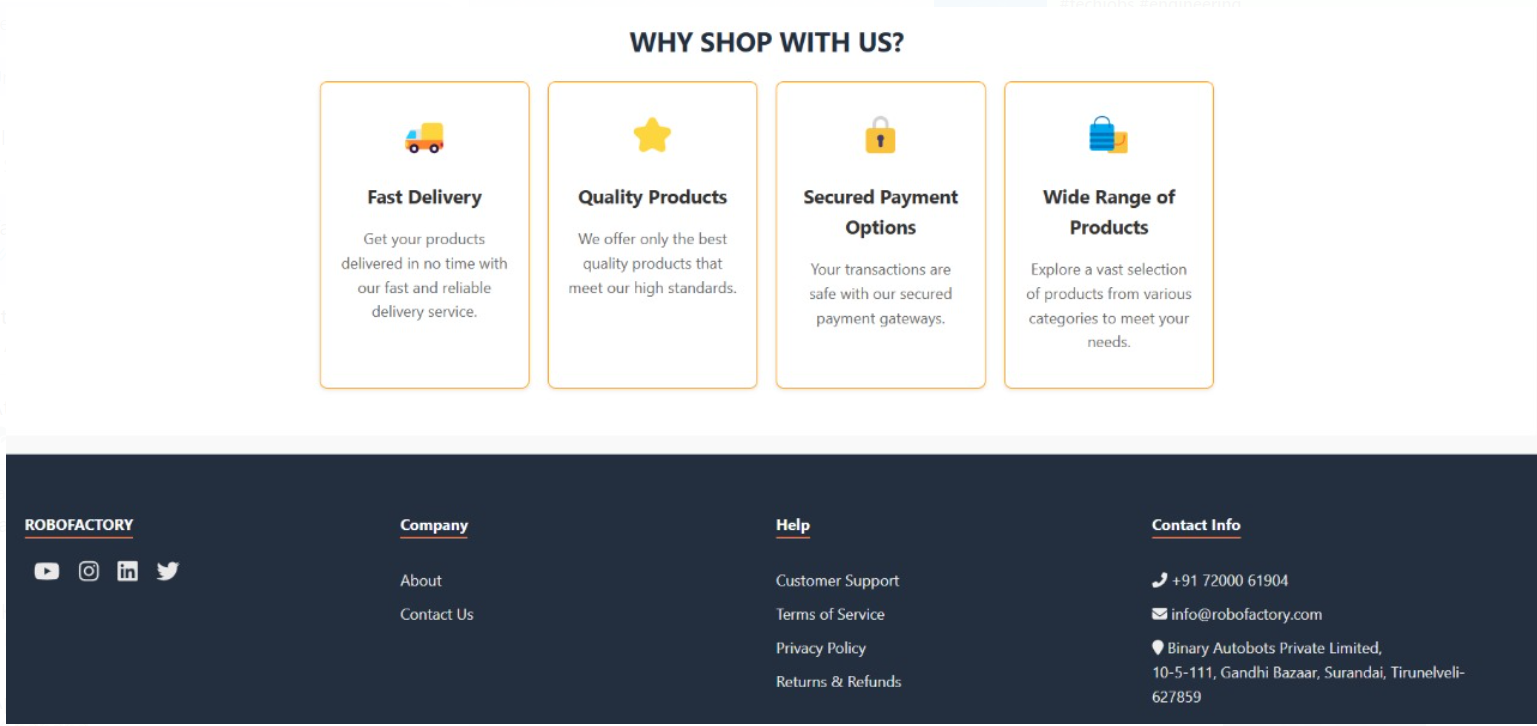 #techjobs #engineering
WHY SHOP WITH US?
Fast Delivery
Get your products
delivered in no time with
our fast and reliable
delivery service.
Quality Products
We offer only the best
quality products that
meet our high standards.
Secured Payment
Options
Your transactions are
safe with our secured
payment gateways.
Wide Range of
Products
Explore a vast selection
of products from various
categories to meet your
needs.
ROBOFACTORY
Company
About
Contact Us
Help
Customer Support
Terms of Service
Privacy Policy
Returns & Refunds
Contact Info
+91 72000 61904
info@robofactory.com
Binary Autobots Private Limited,
10-5-111, Gandhi Bazaar, Surandai, Tirunelveli-
627859